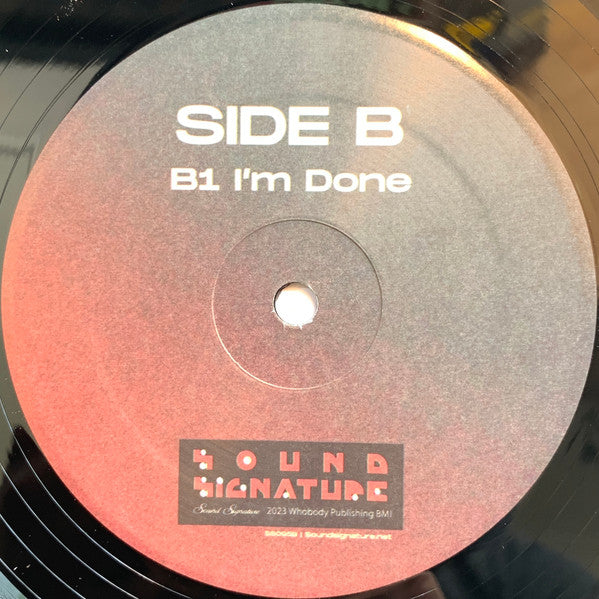 SIDE B
B1 I'm Done
SOUND
SIGNATURE
Sound Signature 2023 Whobody Publishing BMI
| Soundsignature.net